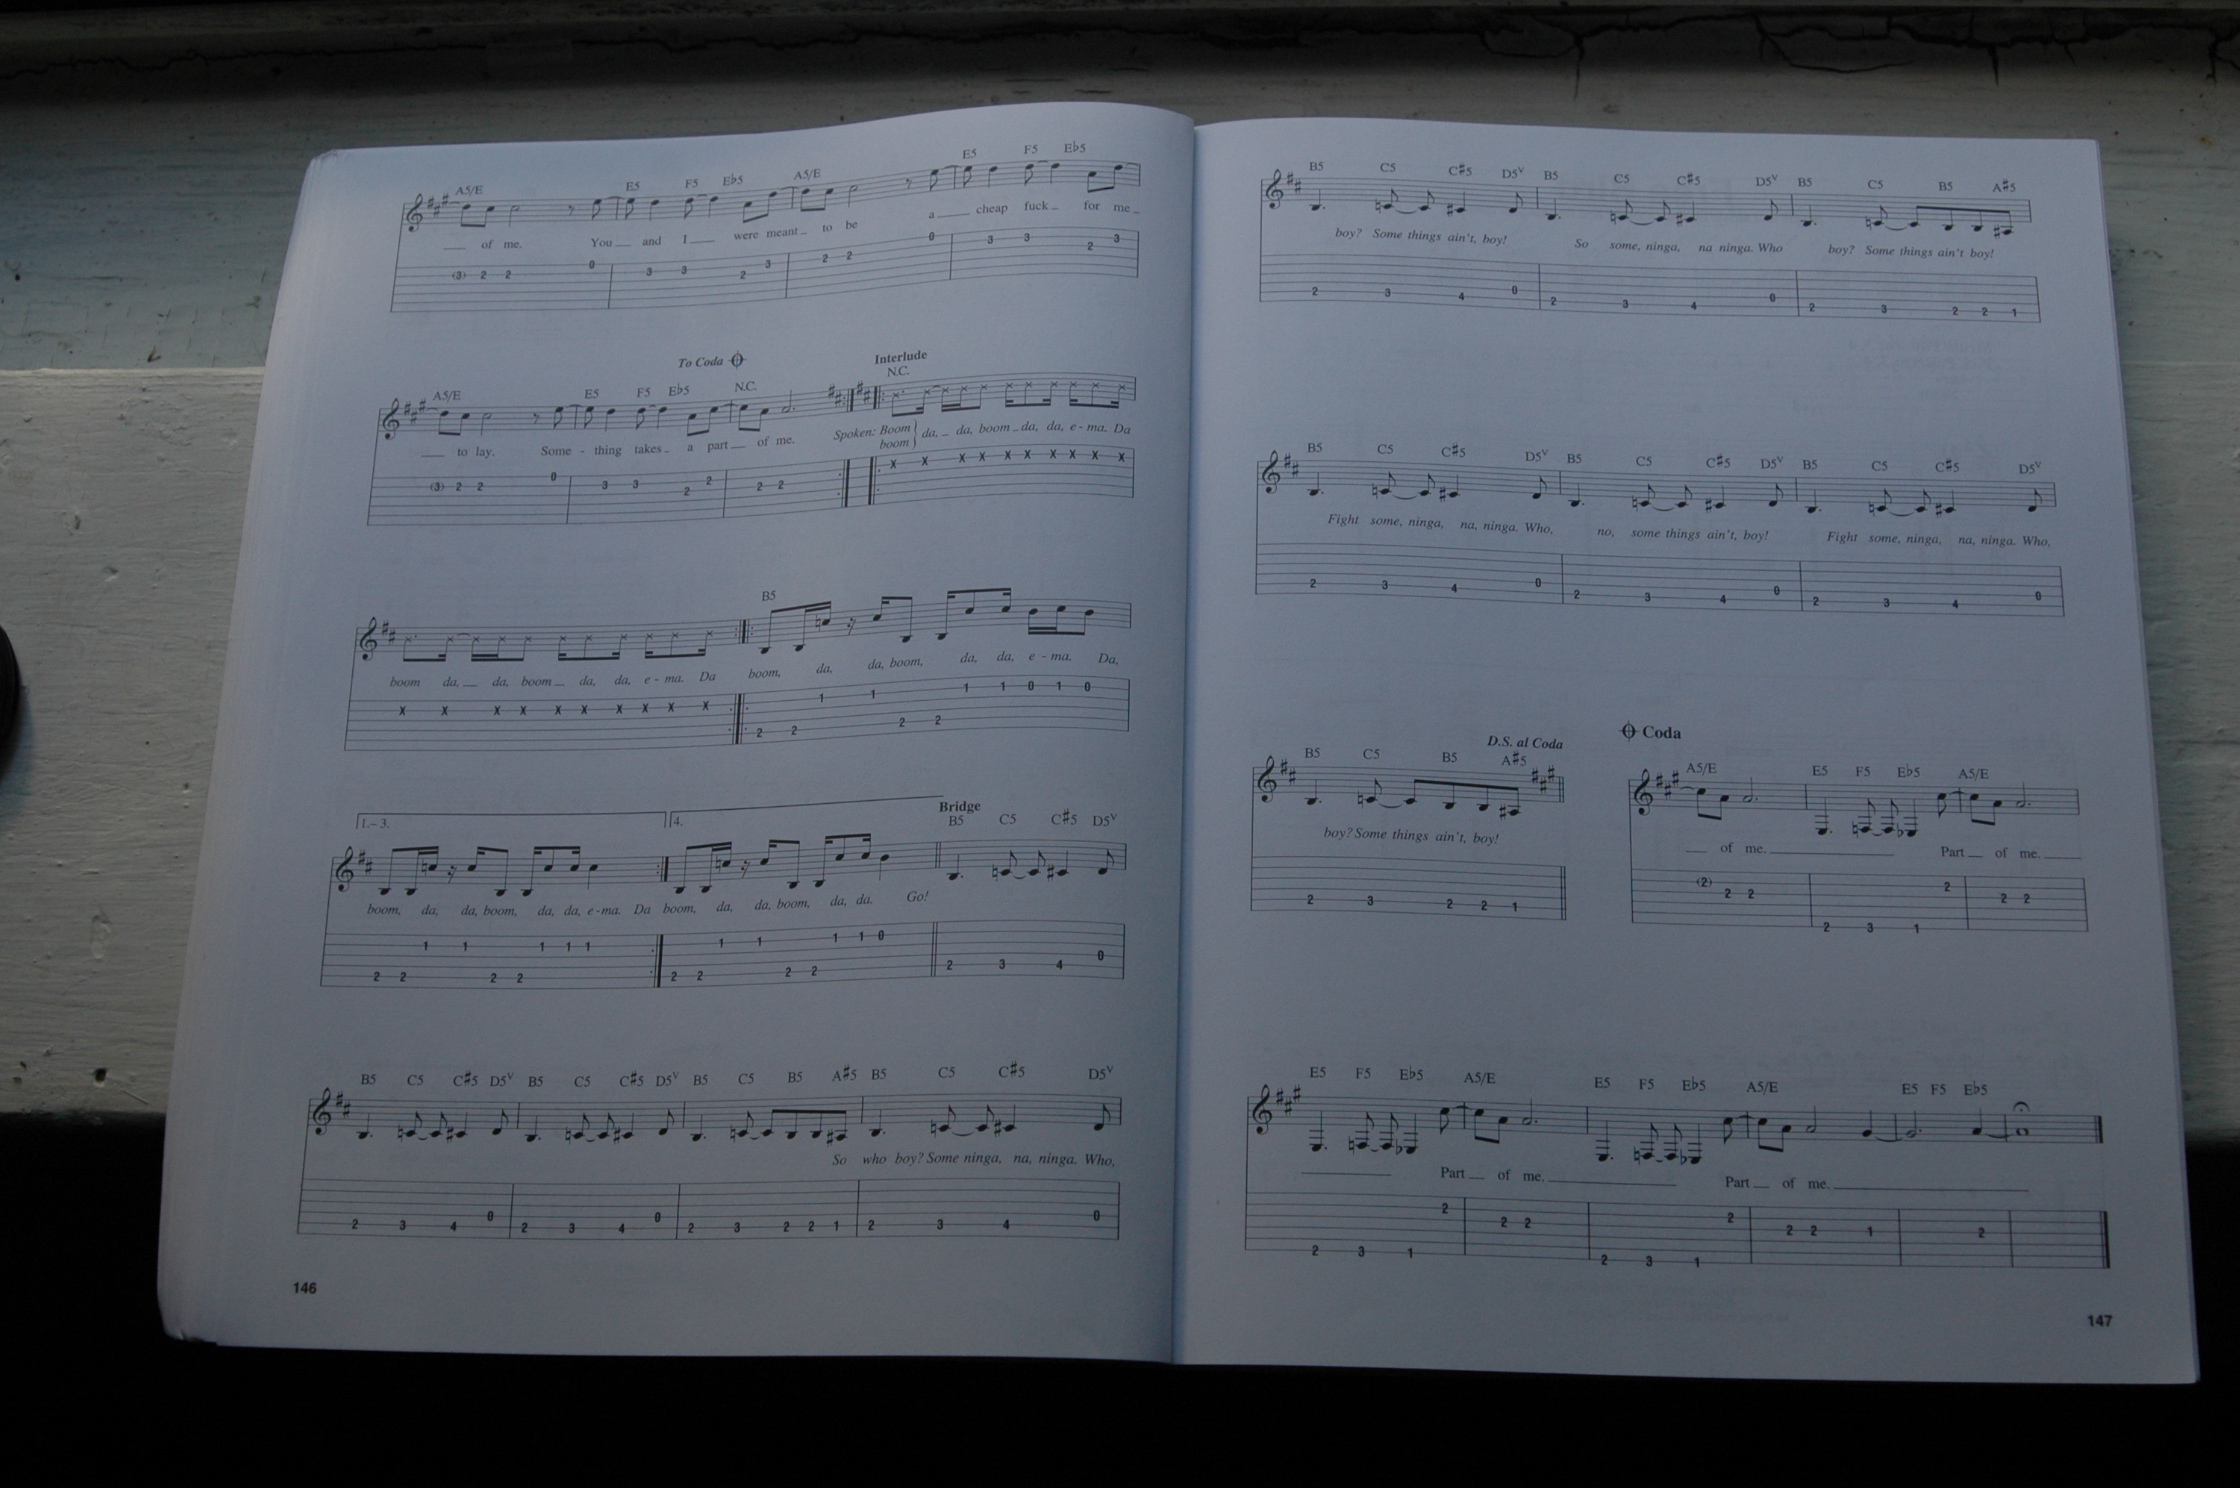 A5/E E5 F5 E♭5 A5/E E5 F5 E♭5
of me. You and I were meant to be a cheap fuck for me
(3) 2 2 0 3 3 2 3 2 2 0 3 3 2 3
To Coda Interlude
A5/E E5 F5 E♭5 N.C. N.C.
to lay. Some - thing takes a part of me. Spoken: Boom da, da, boom da, da, e - ma. Da
boom
(3) 2 2 0 3 3 2 2 2 2 X X X X X X X X X X
B5
boom da, da, boom da, da, e - ma. Da boom, da, da, boom, da, da, e - ma. Da,
X X X X X X X X X X 2 2 1 1 2 2 1 1 0 1 0
1.–3. 4. Bridge
B5 C5 C♯5 D5V
boom, da, da, boom, da, da, e-ma. Da boom, da, da, boom, da, da. Go!
2 2 1 1 2 2 1 1 1 2 2 1 1 2 2 1 1 0 2 3 4 0
B5 C5 C♯5 D5V B5 C5 C♯5 D5V B5 C5 B5 A♯5 B5 C5 C♯5 D5V
So who boy? Some ninga, na, ninga. Who,
2 3 4 0 2 3 4 0 2 3 2 2 1 2 3 4 0
146
B5 C5 C♯5 D5V B5 C5 C♯5 D5V B5 C5 B5 A♯5
boy? Some things ain't, boy! So some, ninga, na ninga. Who boy? Some things ain't boy!
2 3 4 0 2 3 4 0 2 3 2 2 1
B5 C5 C♯5 D5V B5 C5 C♯5 D5V B5 C5 C♯5 D5V
Fight some, ninga, na, ninga. Who, no, some things ain't, boy! Fight some, ninga, na, ninga. Who,
2 3 4 0 2 3 4 0 2 3 4 0
D.S. al Coda
B5 C5 B5 A♯5
boy? Some things ain't, boy!
2 3 2 2 1
Coda
A5/E E5 F5 E♭5 A5/E
of me. Part of me.
(2) 2 2 2 3 1 2 2 2
E5 F5 E♭5 A5/E E5 F5 E♭5 A5/E E5 F5 E♭5
Part of me. Part of me.
2 3 1 2 2 2 2 3 1 2 2 2 1 2
147